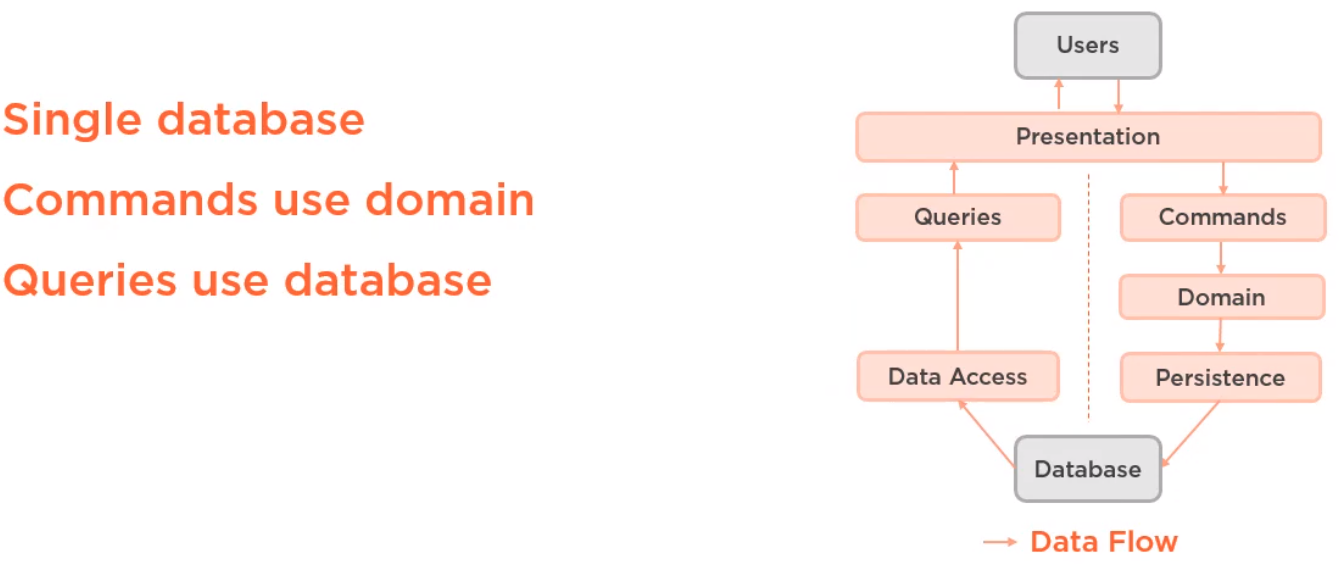 Single database
Commands use domain
Queries use database
Users
Presentation
Queries
Commands
Domain
Data Access
Persistence
Database
Data Flow